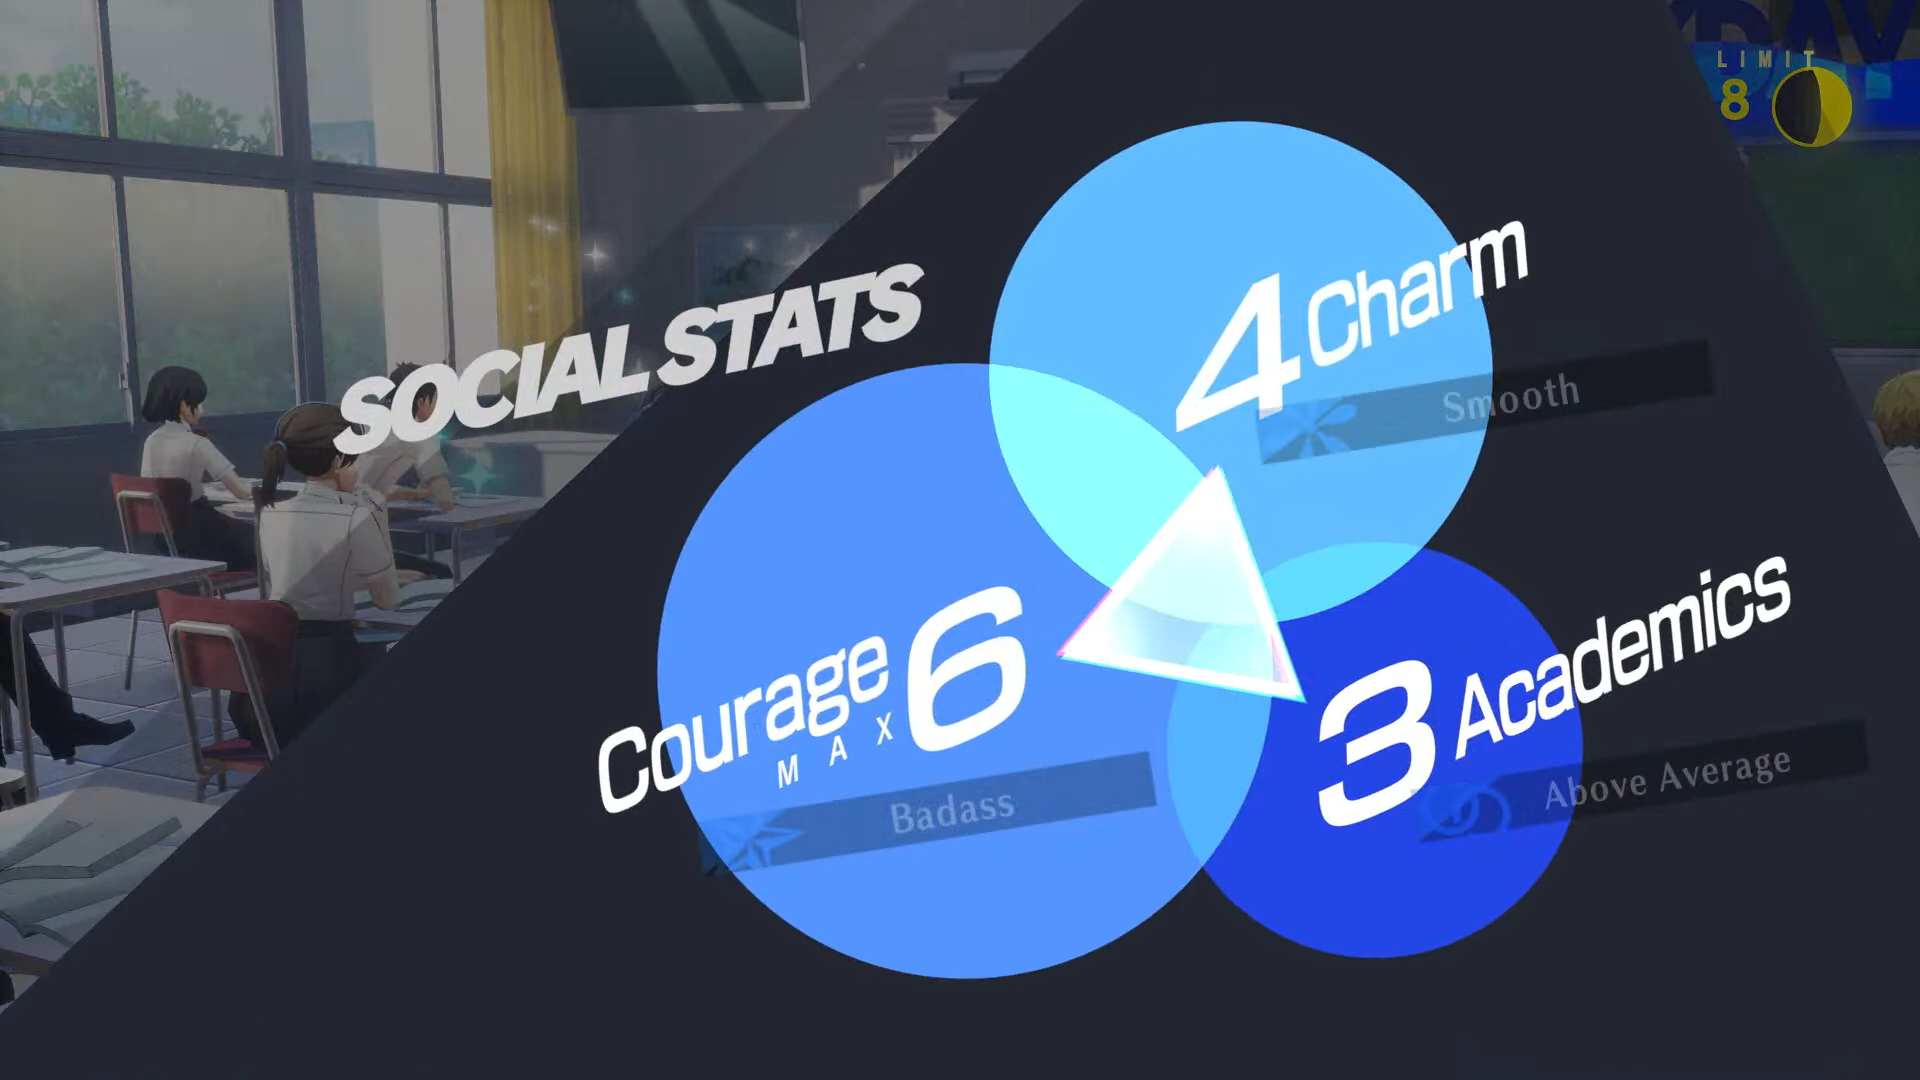 LIMIT
8
SOCIAL STATS
4 Charm
Smooth
Courage 6
MAX
Badass
3 Academics
Above Average